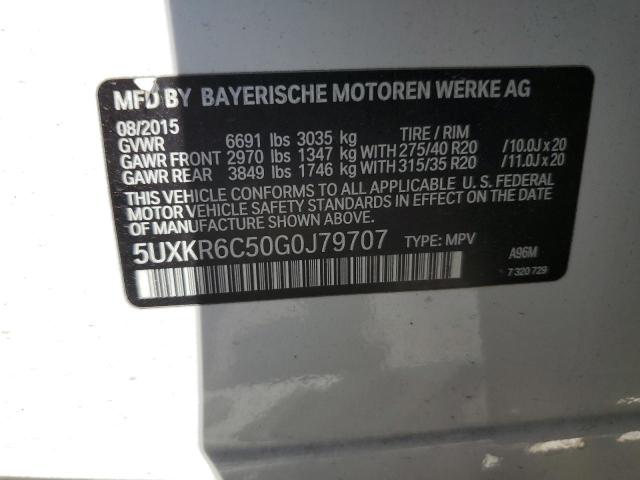 MFD BY BAYERISCHE MOTOREN WERKE AG
08/2015 TIRE / RIM
GVWR 6691 lbs 3035 kg
GAWR FRONT 2970 lbs 1347 kg WITH 275/40 R20 /10.0J x 20
GAWR REAR 3849 lbs 1746 kg WITH 315/35 R20 /11.0J x 20
THIS VEHICLE CONFORMS TO ALL APPLICABLE U. S. FEDERAL
MOTOR VEHICLE SAFETY STANDARDS IN EFFECT ON THE DATE
OF MANUFACTURE SHOWN ABOVE.
5UXKR6C50G0J79707 TYPE: MPV A96M
7 320 729